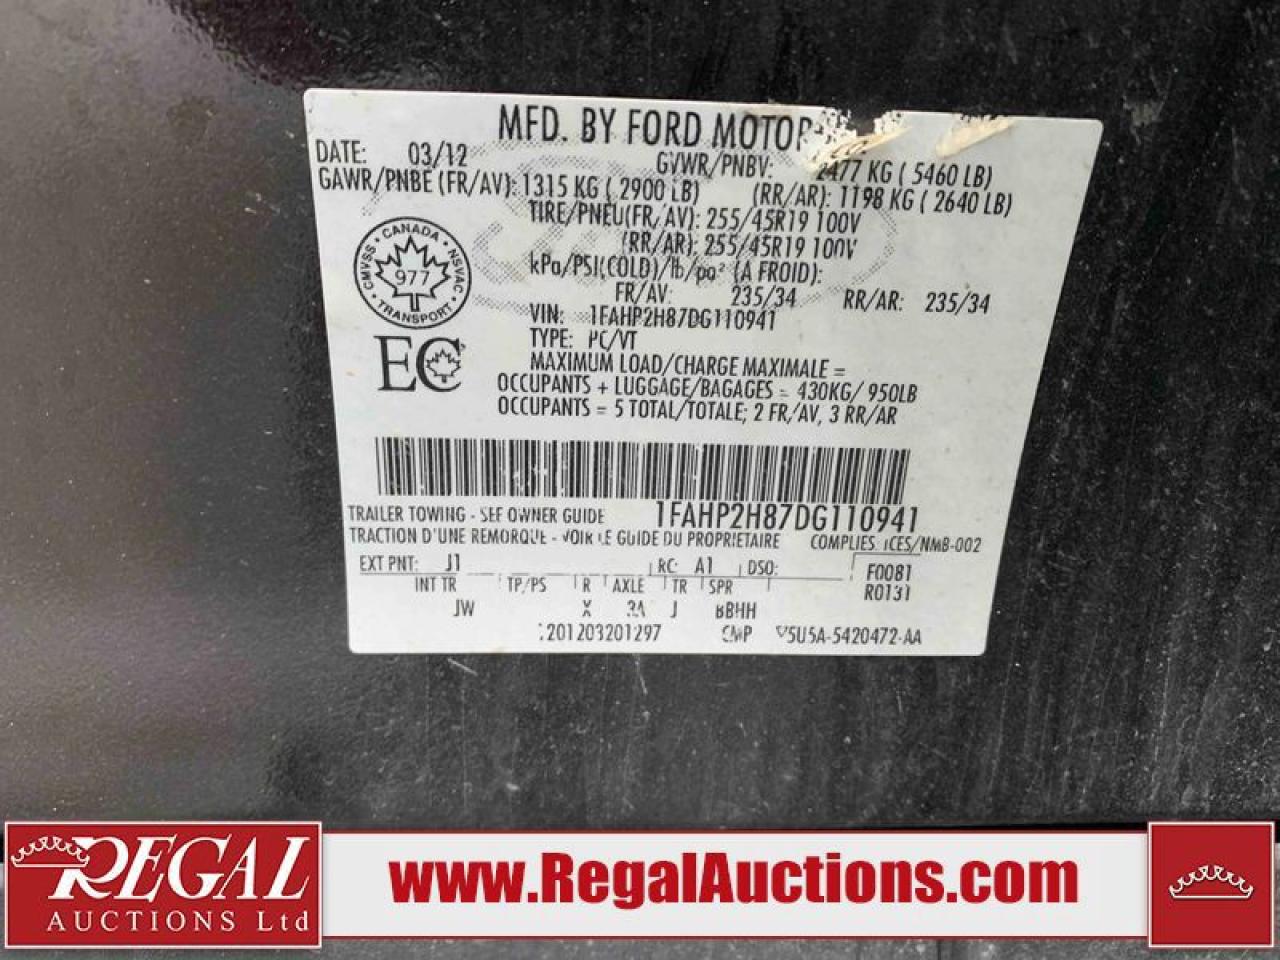 MFD. BY FORD MOTOR
DATE: 03/12 GVWR/PNBV: 2477 KG ( 5460 LB)
GAWR/PNBE (FR/AV): 1315 KG ( 2900 LB) (RR/AR): 1198 KG ( 2640 LB)
TIRE/PNEU(FR/AV): 255/45R19 100V
(RR/AR): 255/45R19 100V
kPa/PSI(COLD)/lb/po² (A FROID):
FR/AV: 235/34 RR/AR: 235/34
VIN: 1FAHP2H87DG110941
TYPE: PC/VT
MAXIMUM LOAD/CHARGE MAXIMALE =
OCCUPANTS + LUGGAGE/BAGAGES = 430KG/ 950LB
OCCUPANTS = 5 TOTAL/TOTALE; 2 FR/AV, 3 RR/AR
CMVSS · CANADA · NSVAC · TRANSPORT
977
EC
1FAHP2H87DG110941
TRAILER TOWING - SEE OWNER GUIDE
TRACTION D'UNE REMORQUE - VOIR LE GUIDE DU PROPRIETAIRE COMPLIES ICES/NMB-002
EXT PNT: J1 RC: A1 DSO: F0081
INT TR TP/PS R AXLE TR SPR R0131
JW X 3A J BBHH
201203201297 CMP 5U5A-5420472-AA
REGAL
AUCTIONS Ltd
www.RegalAuctions.com